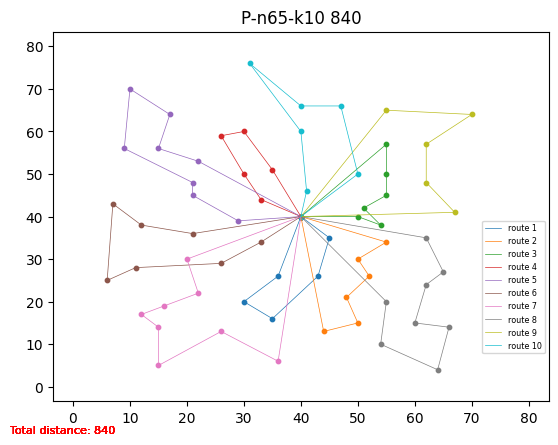 P-n65-k10 840
80
70
60
50
40
30
20
10
0
route 1
route 2
route 3
route 4
route 5
route 6
route 7
route 8
route 9
route 10
0 10 20 30 40 50 60 70 80
Total distance: 840